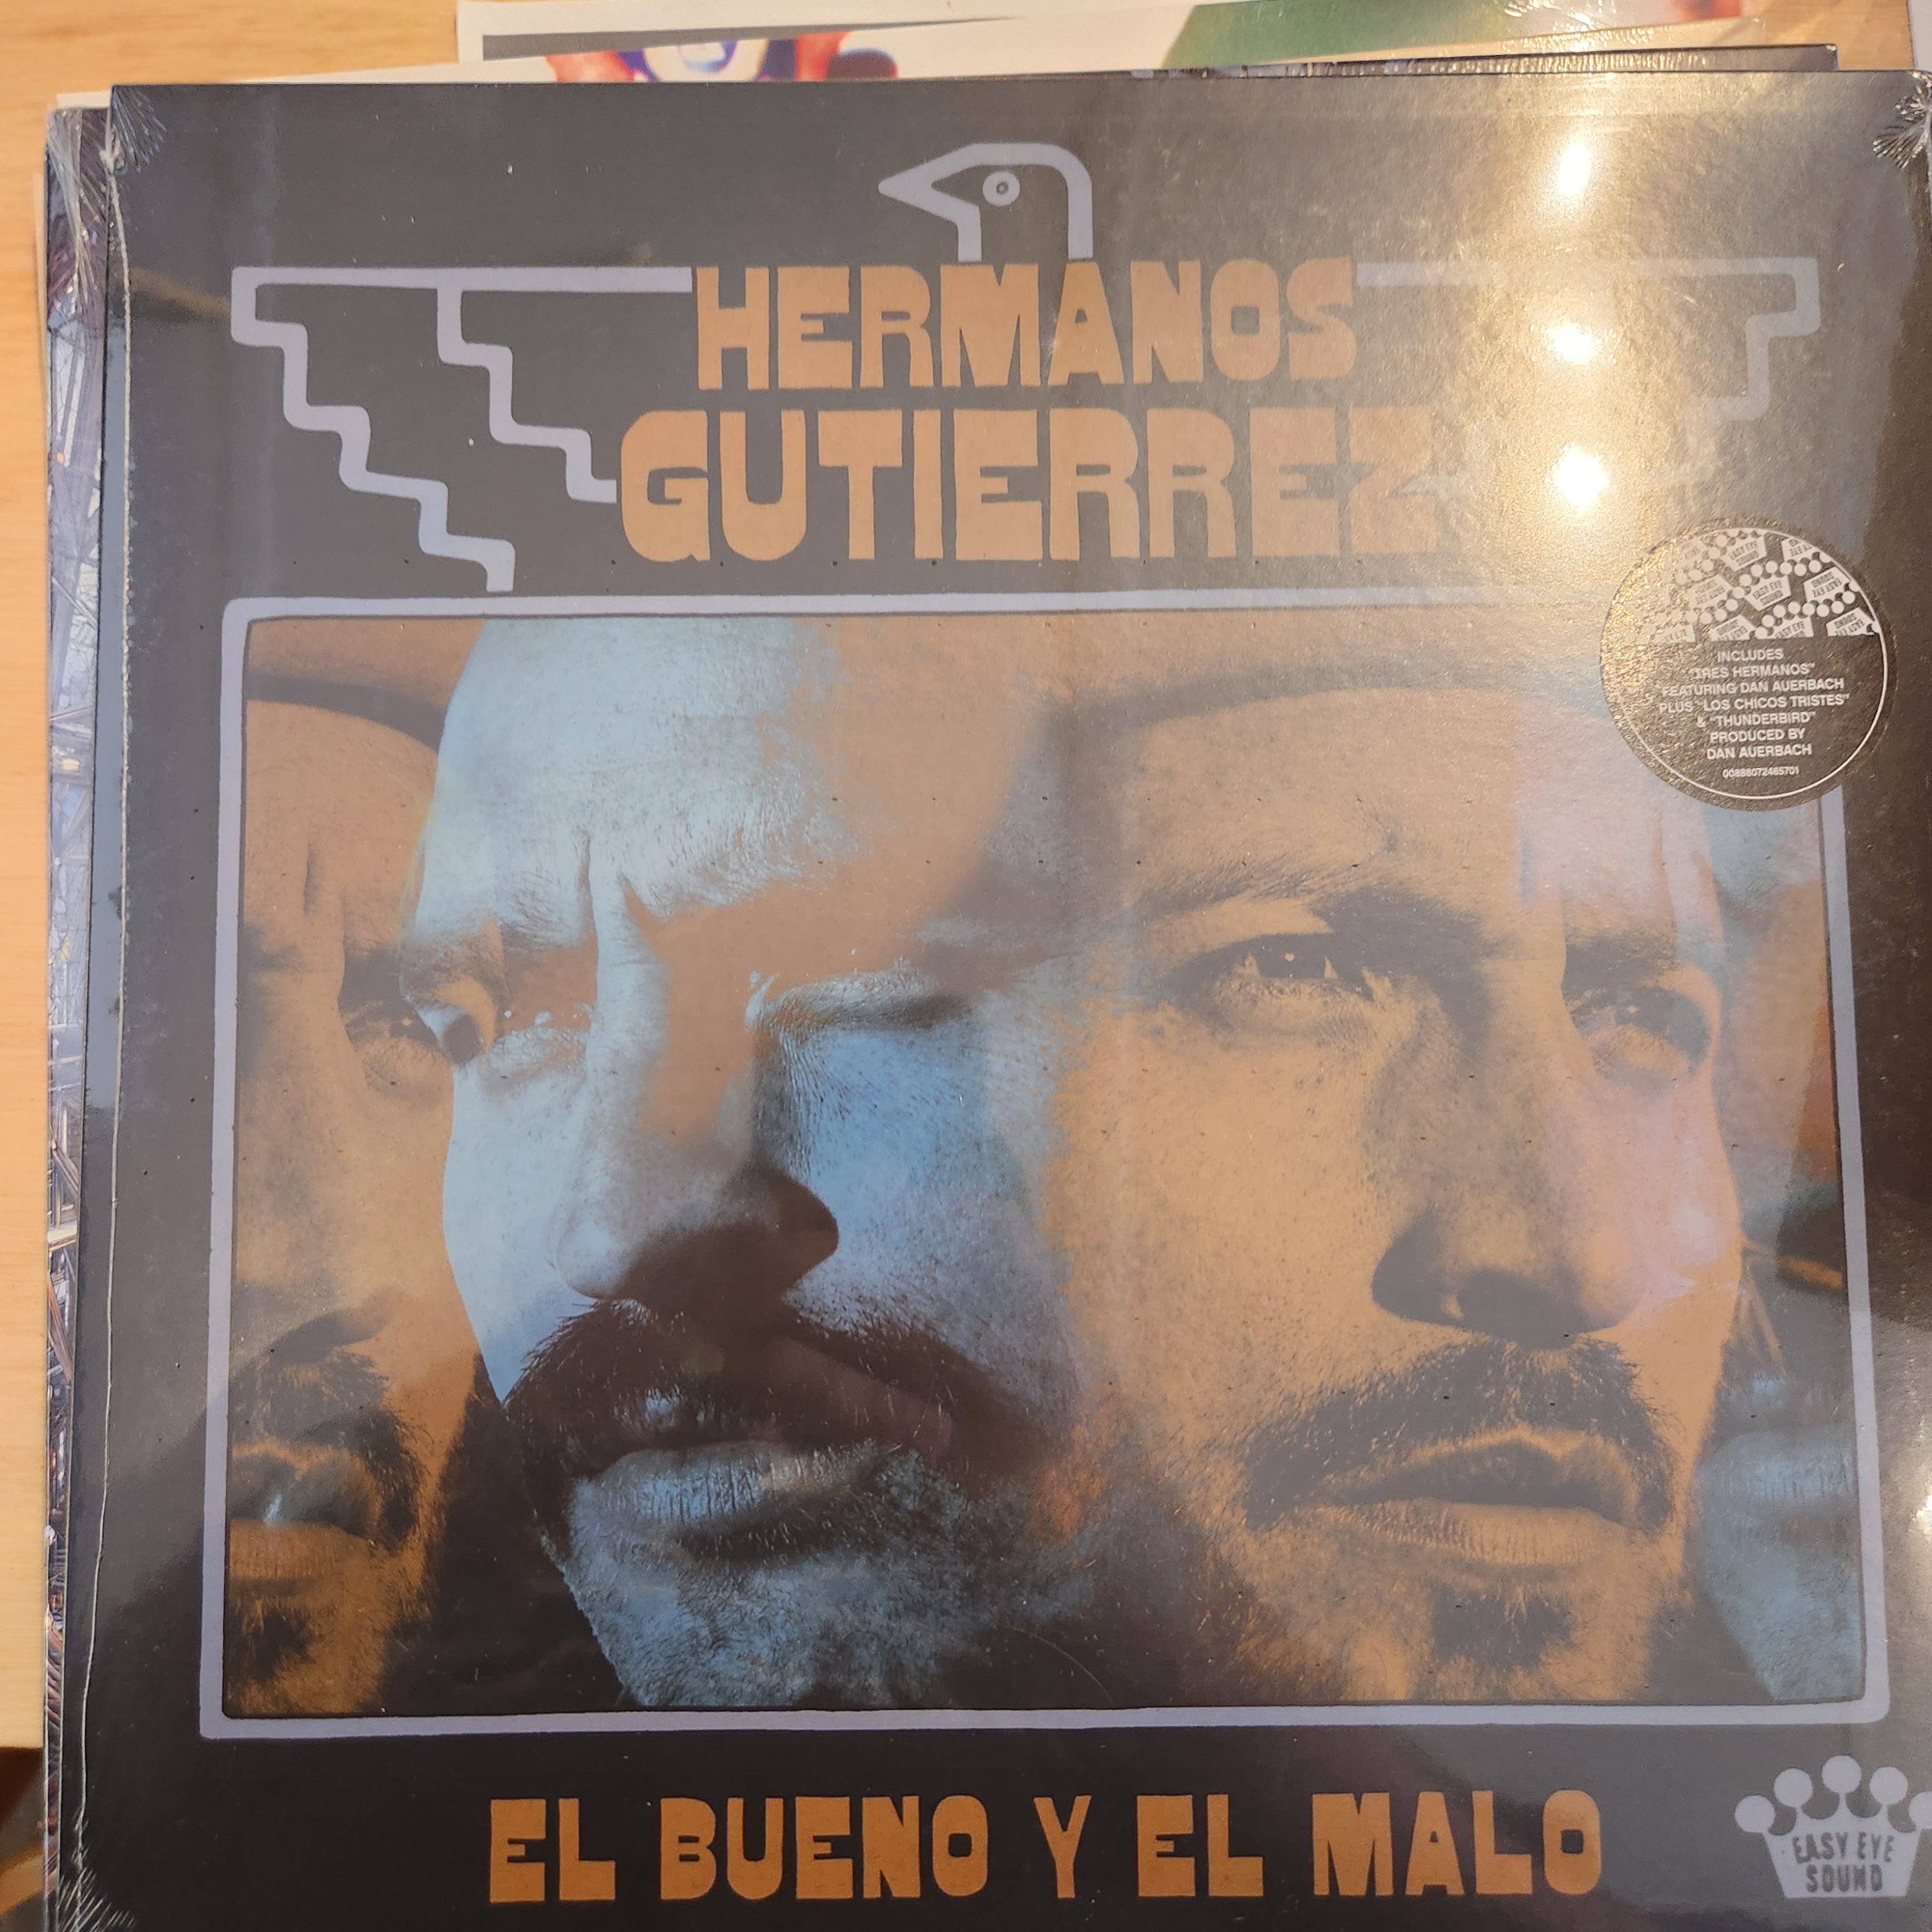 HERMANOS
GUTIERREZ
INCLUDES
"TRES HERMANOS"
FEATURING DAN AUERBACH
PLUS "LOS CHICOS TRISTES"
& "THUNDERBIRD"
PRODUCED BY
DAN AUERBACH
00888072465701
EL BUENO Y EL MALO
EASY EYE
SOUND